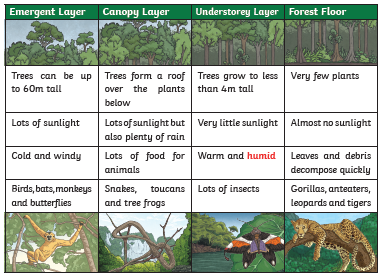 Emergent Layer Canopy Layer Understorey Layer Forest Floor
Trees can be up to 60m tall
Trees form a roof over the plants below
Trees grow to less than 4m tall
Very few plants
Lots of sunlight
Lots of sunlight but also plenty of rain
Very little sunlight
Almost no sunlight
Cold and windy
Lots of food for animals
Warm and humid
Leaves and debris decompose quickly
Birds, bats, monkeys and butterflies
Snakes, toucans and tree frogs
Lots of insects
Gorillas, anteaters, leopards and tigers